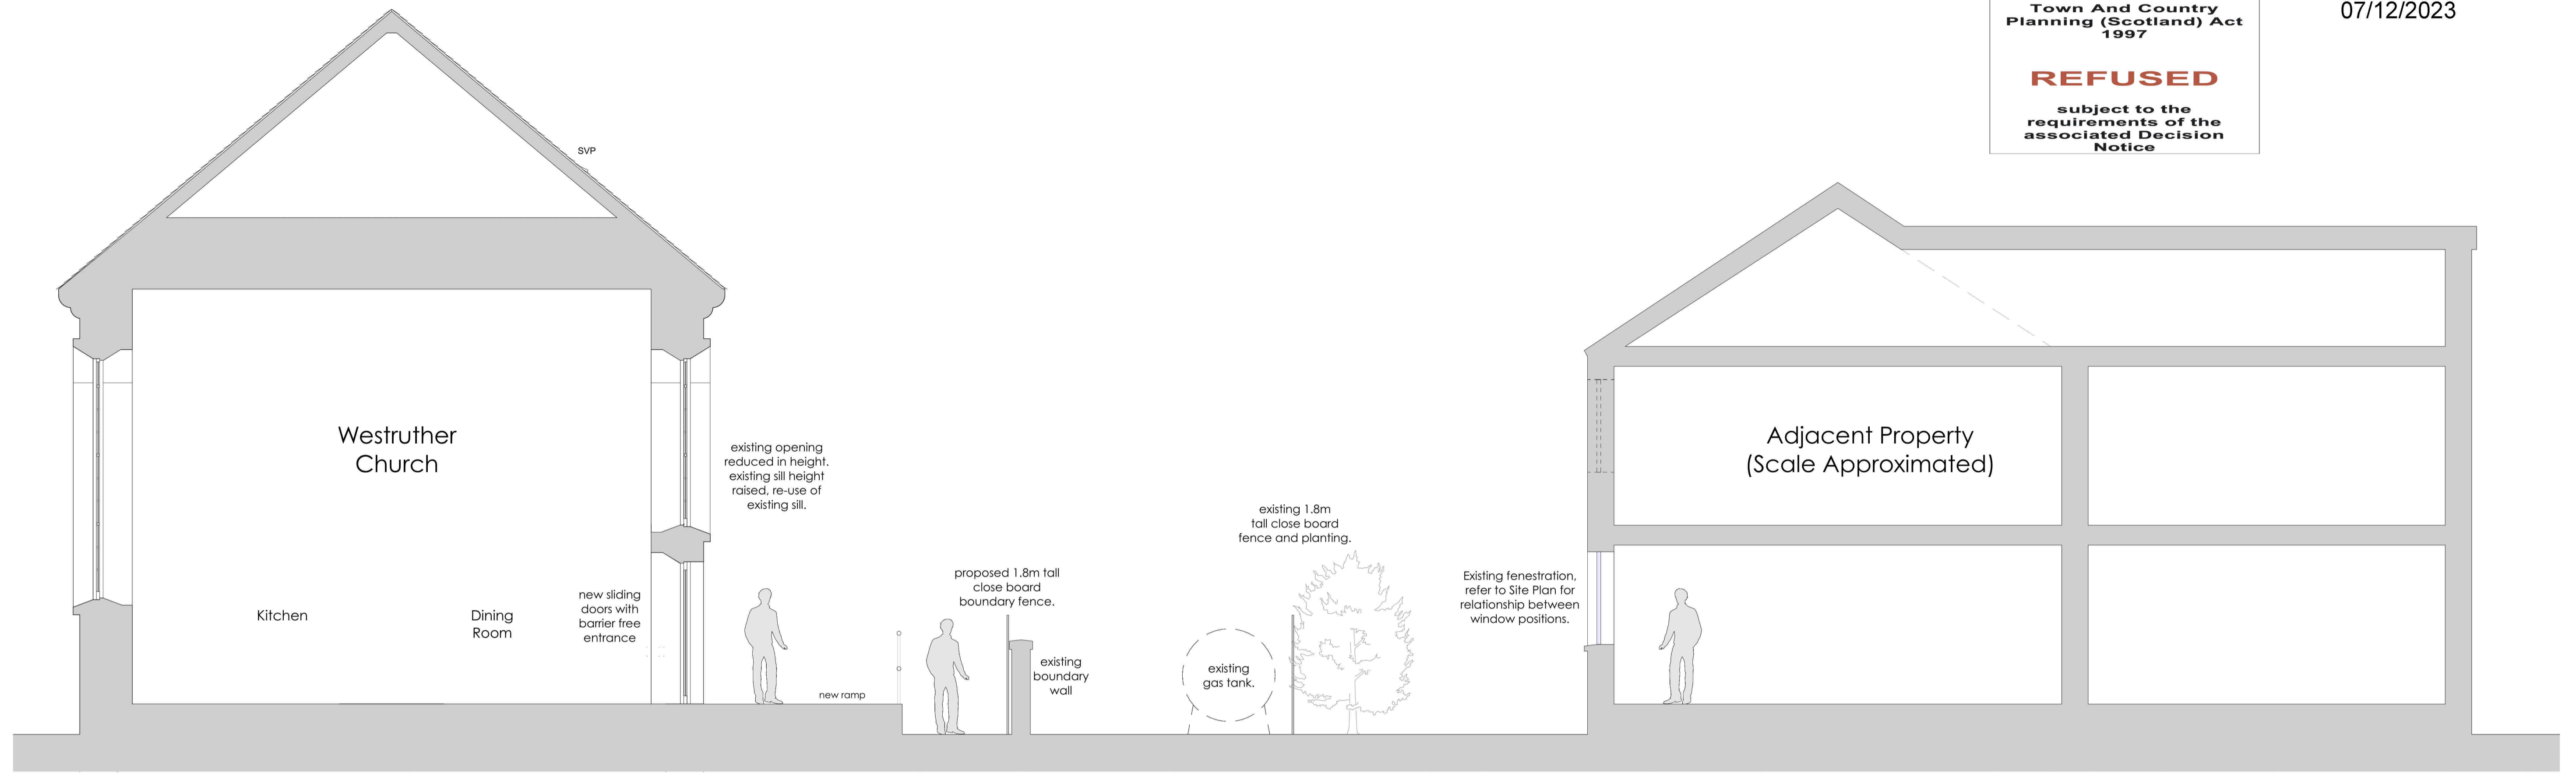 Town And Country
Planning (Scotland) Act
1997
REFUSED
subject to the
requirements of the
associated Decision
Notice
07/12/2023
SVP
Westruther
Church
existing opening
reduced in height.
existing sill height
raised, re-use of
existing sill.
Kitchen
Dining
Room
new sliding
doors with
barrier free
entrance
new ramp
proposed 1.8m tall
close board
boundary fence.
existing
boundary
wall
existing 1.8m
tall close board
fence and planting.
existing
gas tank.
Existing fenestration,
refer to Site Plan for
relationship between
window positions.
Adjacent Property
(Scale Approximated)